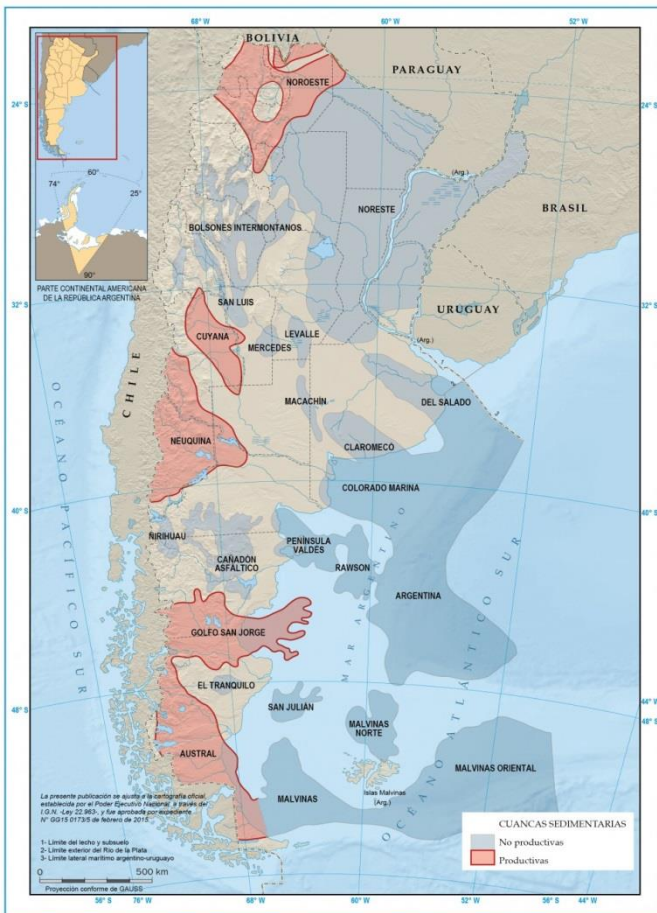 68° W
60° W
52° W
BOLIVIA
PARAGUAY
NOROESTE
24° S
24° S
(Arg.)
74°
60°
25°
NORESTE
BRASIL
BOLSONES INTERMONTANOS
90°
PARTE CONTINENTAL AMERICANA
DE LA REPÚBLICA ARGENTINA
32° S
32° S
SAN LUIS
URUGUAY
CUYANA
LEVALLE
MERCEDES
(Arg.)
CHILE
MACACHÍN
DEL SALADO
NEUQUINA
CLAROMECÓ
COLORADO MARINA
OCÉANO PACÍFICO SUR
40° S
40° S
ÑIRIHUAU
PENÍNSULA
VALDÉS
CAÑADÓN
ASFÁLTICO
RAWSON
MAR ARGENTINO
ARGENTINA
OCÉANO ATLÁNTICO SUR
GOLFO SAN JORGE
EL TRANQUILO
44° S
48° S
48° S
SAN JULIÁN
MALVINAS
NORTE
AUSTRAL
MALVINAS ORIENTAL
Islas Malvinas
(Arg.)
MALVINAS
La presente publicación se ajusta a la cartografía oficial,
establecida por el Poder Ejecutivo Nacional, a través del
I.G.N. -Ley 22.963-, y fue aprobada por expediente
N° GG15 0173/5 de febrero de 2015
1- Límite del lecho y subsuelo
2- Límite exterior del Río de la Plata
3- Límite lateral marítimo argentino-uruguayo
0
500 km
Proyección conforme de GAUSS
CUANCAS SEDIMENTARIAS
No productivas
Productivas
56° S
76° W
68° W
60° W
56° S
44° W